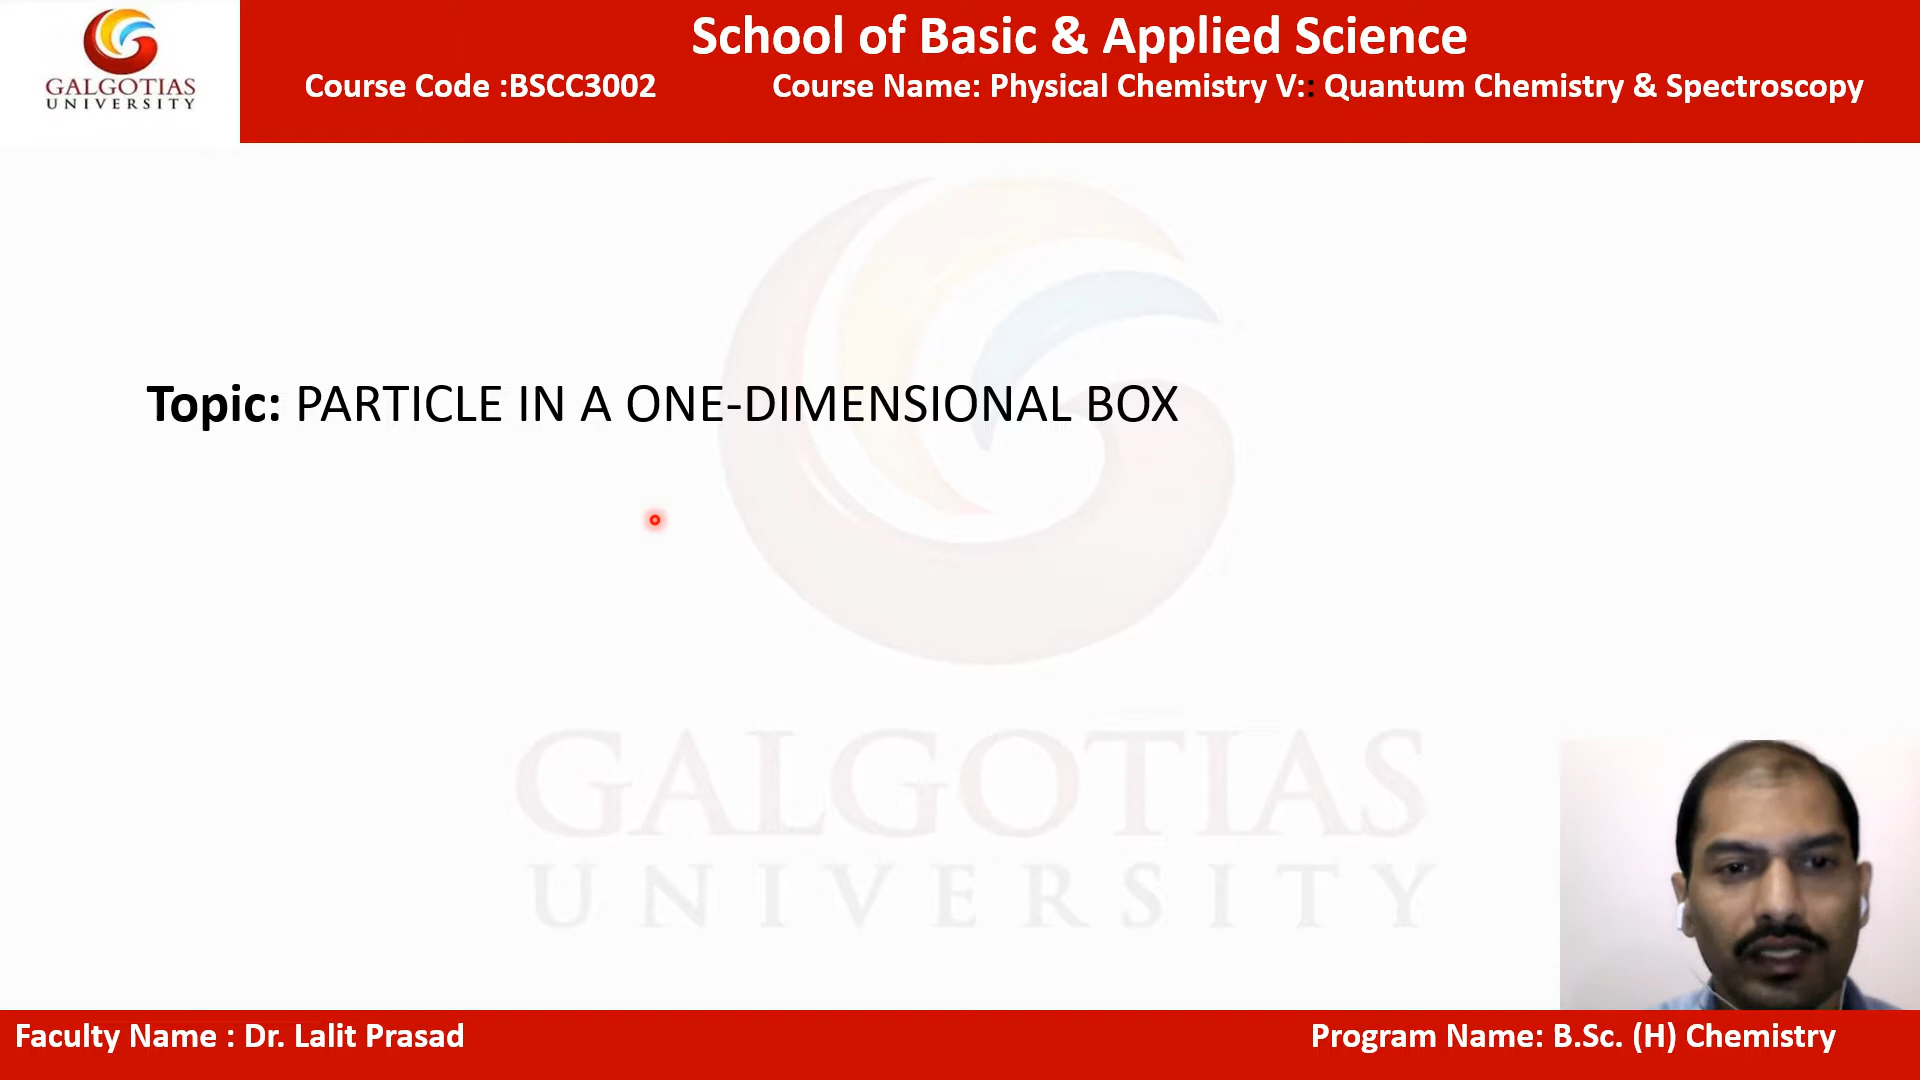 GALGOTIAS
UNIVERSITY
School of Basic & Applied Science
Course Code :BSCC3002 Course Name: Physical Chemistry V:: Quantum Chemistry & Spectroscopy
Topic: PARTICLE IN A ONE-DIMENSIONAL BOX
GALGOTIAS
UNIVERSITY
Faculty Name : Dr. Lalit Prasad Program Name: B.Sc. (H) Chemistry